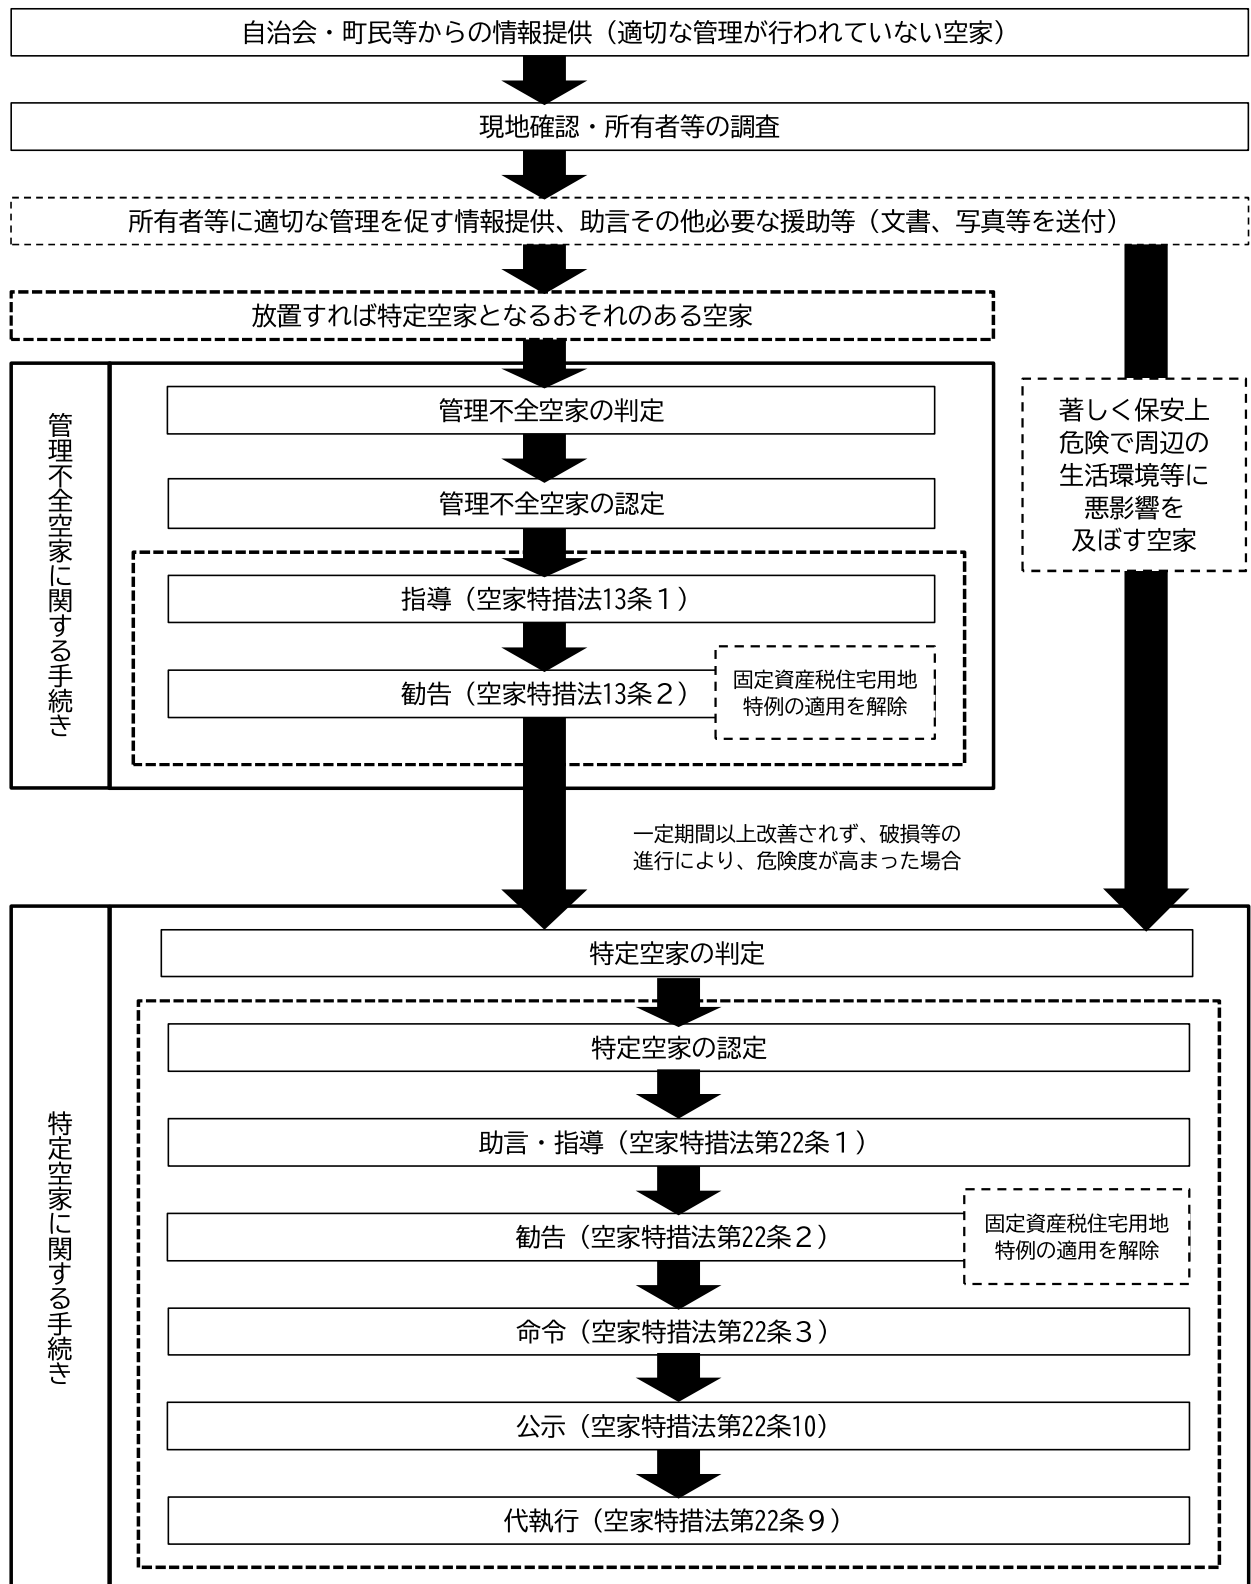 自治会・町民等からの情報提供（適切な管理が行われていない空家）
現地確認・所有者等の調査
所有者等に適切な管理を促す情報提供、助言その他必要な援助等（文書、写真等を送付）
放置すれば特定空家となるおそれのある空家
著しく保安上
危険で周辺の
生活環境等に
悪影響を
及ぼす空家
管理不全空家に関する手続き
管理不全空家の判定
管理不全空家の認定
指導（空家特措法13条１）
勧告（空家特措法13条２）
固定資産税住宅用地
特例の適用を解除
一定期間以上改善されず、破損等の
進行により、危険度が高まった場合
特定空家に関する手続き
特定空家の判定
特定空家の認定
助言・指導（空家特措法第22条１）
勧告（空家特措法第22条２）
固定資産税住宅用地
特例の適用を解除
命令（空家特措法第22条３）
公示（空家特措法第22条10）
代執行（空家特措法第22条９）